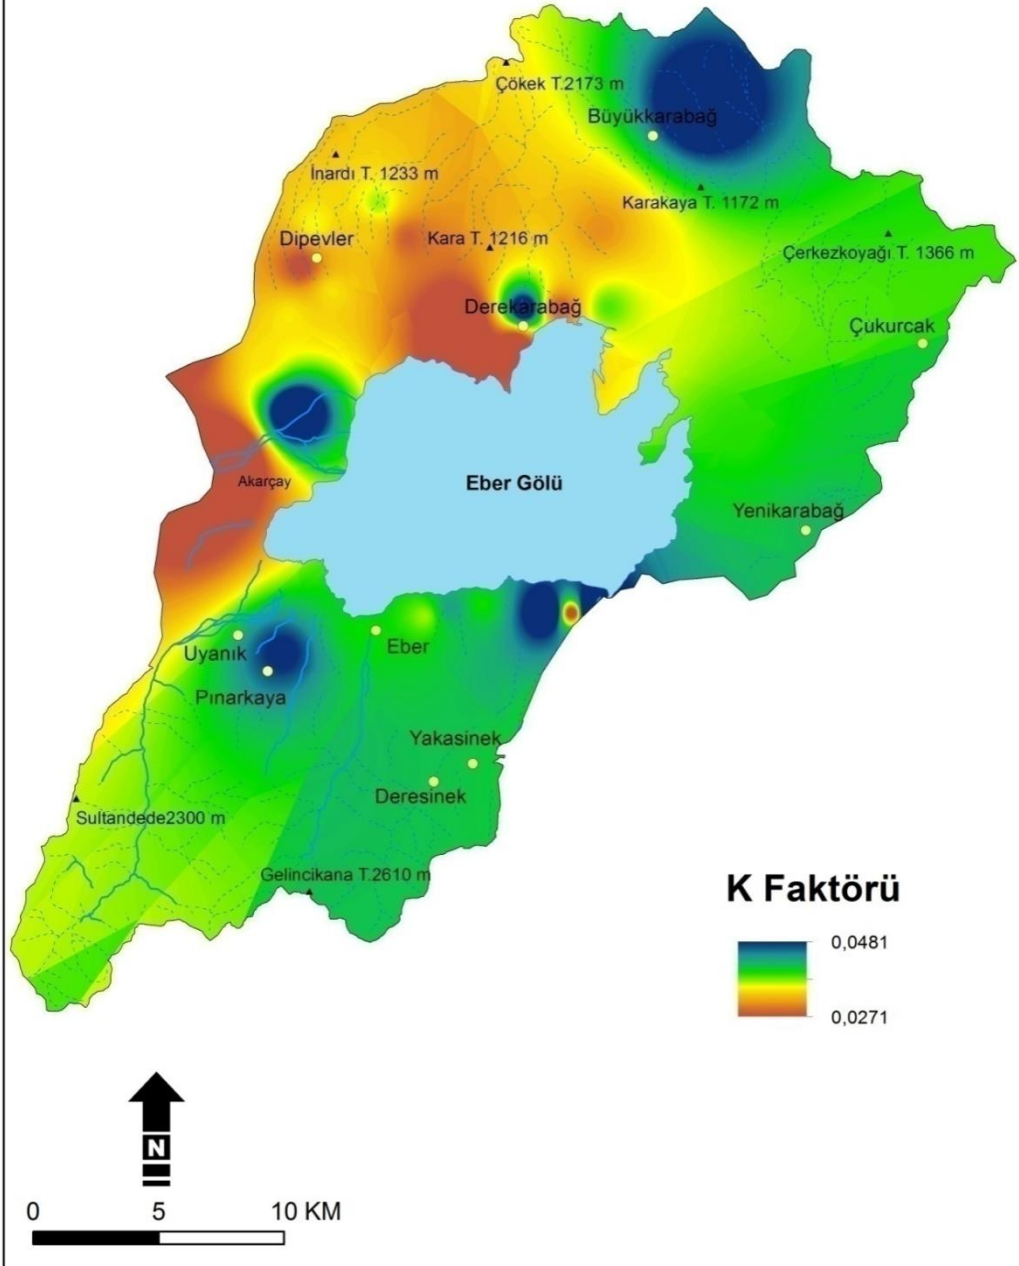 Çökek T.2173 m
Büyükkarabağ
İnardı T. 1233 m
Karakaya T. 1172 m
Dipevler
Kara T. 1216 m
Çerkezkoyağı T. 1366 m
Derekarabağ
Çukurcak
Akarçay
Eber Gölü
Yenikarabağ
Uyanık
Eber
Pınarkaya
Yakasinek
Deresinek
Sultandede2300 m
Gelincikana T.2610 m
K Faktörü
0,0481
0,0271
N
0 5 10 KM